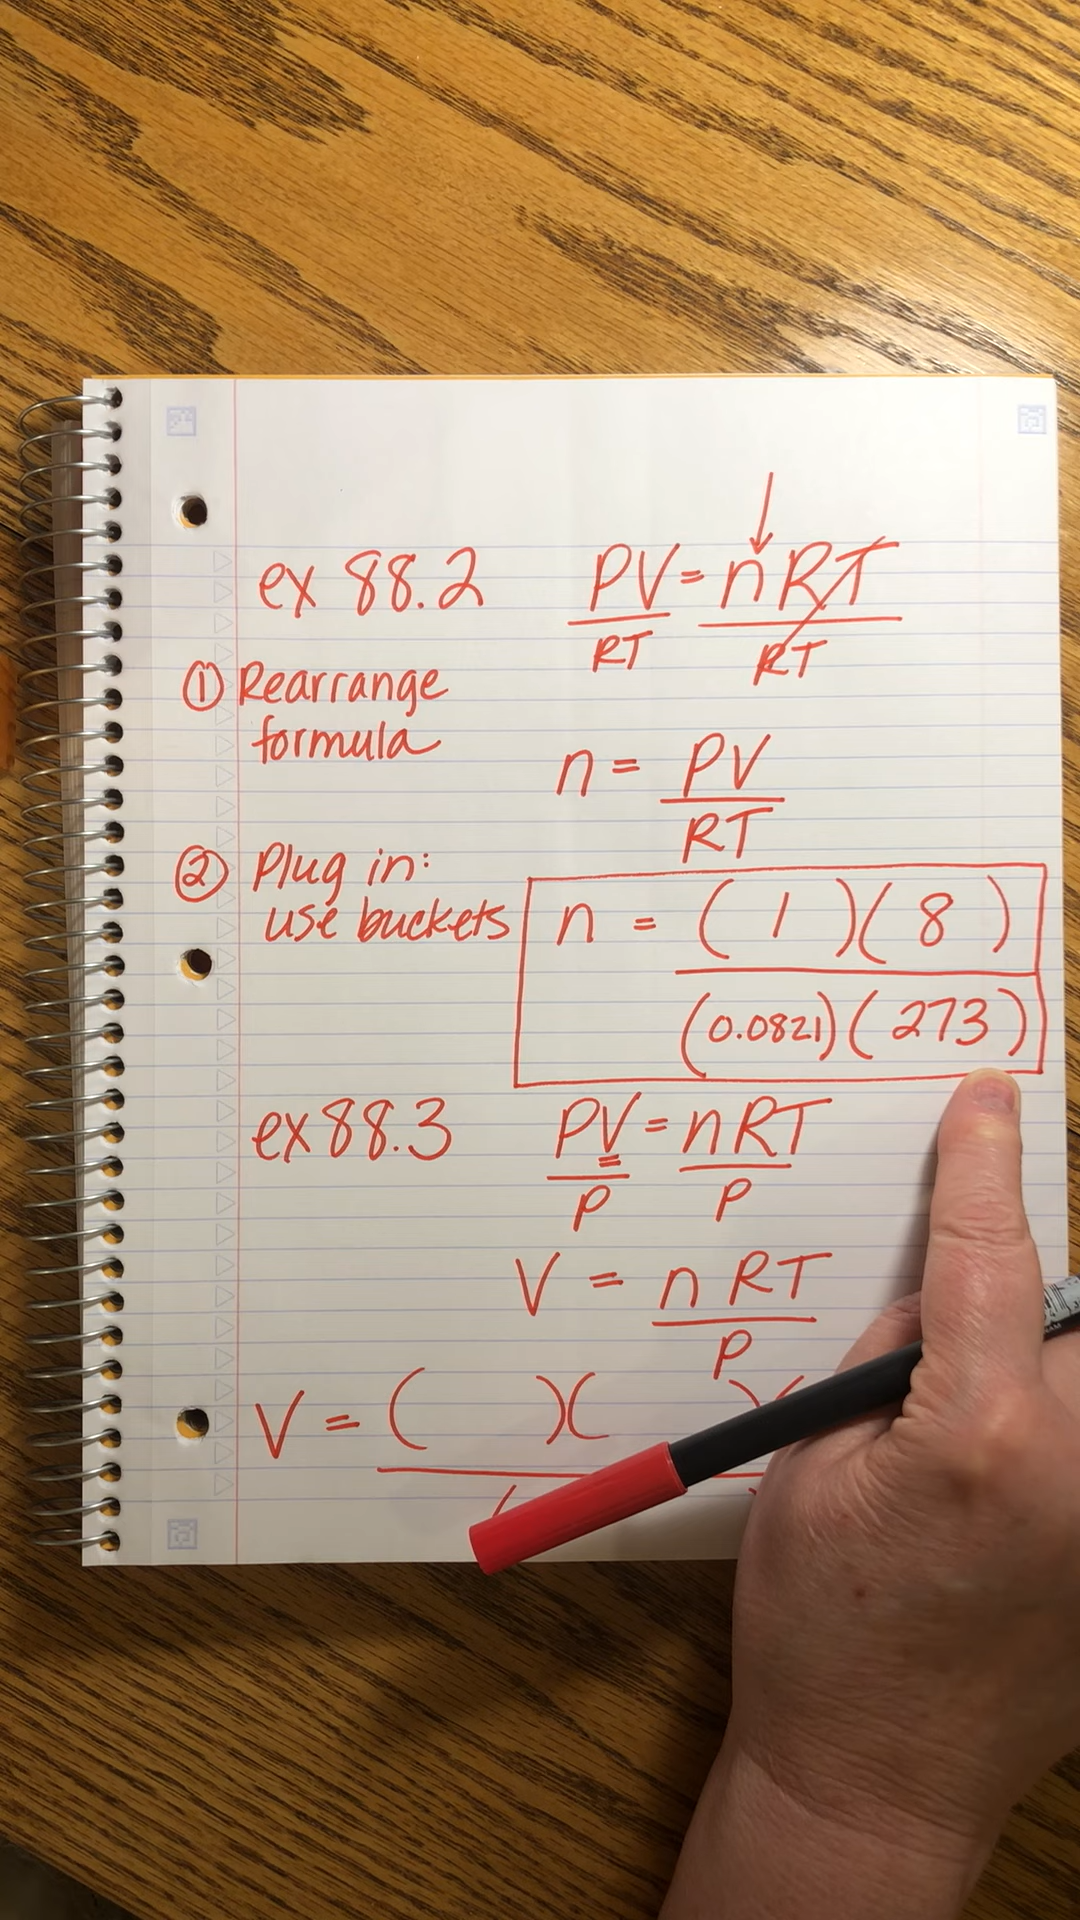 ex 88.2
PV = nRT
RT RT
① Rearrange
formula
n = PV
RT
② Plug in:
use buckets
n = ( 1 )( 8 )
(0.0821)( 273 )
ex 88.3
PV = nRT
P P
V = nRT
P
V = ( )( )(
(